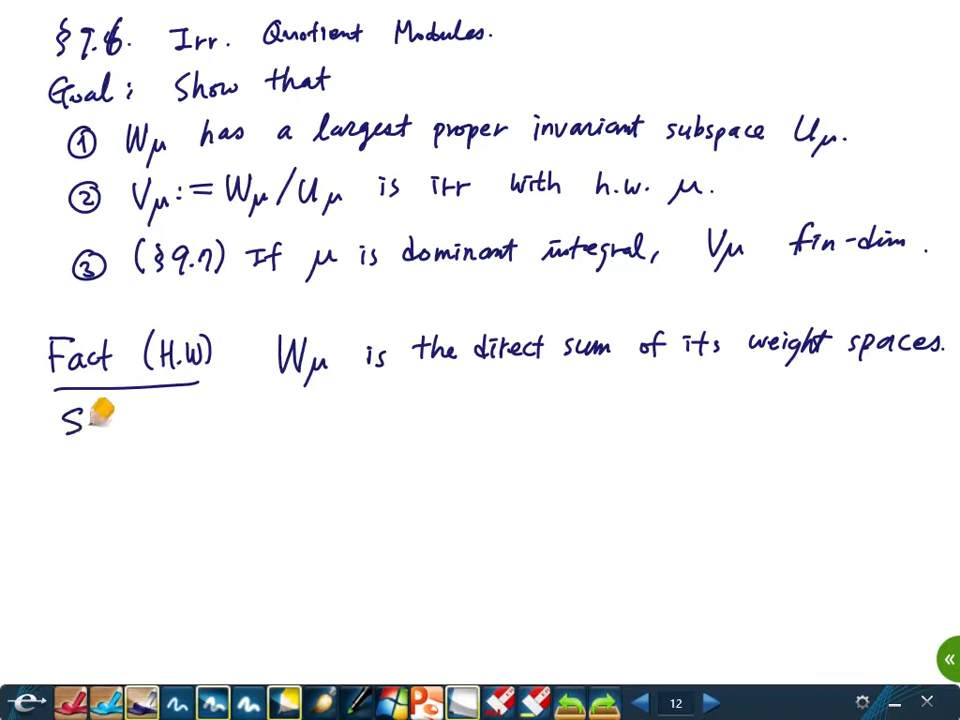 §9.6. Irr. Quotient Modules.
Goal: Show that
① Wμ has a largest proper invariant subspace Uμ.
② Vμ := Wμ/Uμ is irr with h.w. μ.
③ (§9.7) If μ is dominant integral, Vμ fin-dim.
Fact (H.W) Wμ is the direct sum of its weight spaces.
S
12